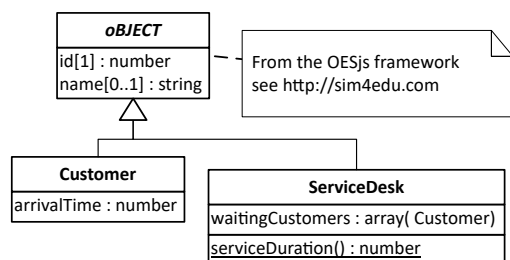 oBJECT
id[1] : number
name[0..1] : string
From the OESjs framework
see http://sim4edu.com
Customer
arrivalTime : number
ServiceDesk
waitingCustomers : array( Customer)
serviceDuration() : number